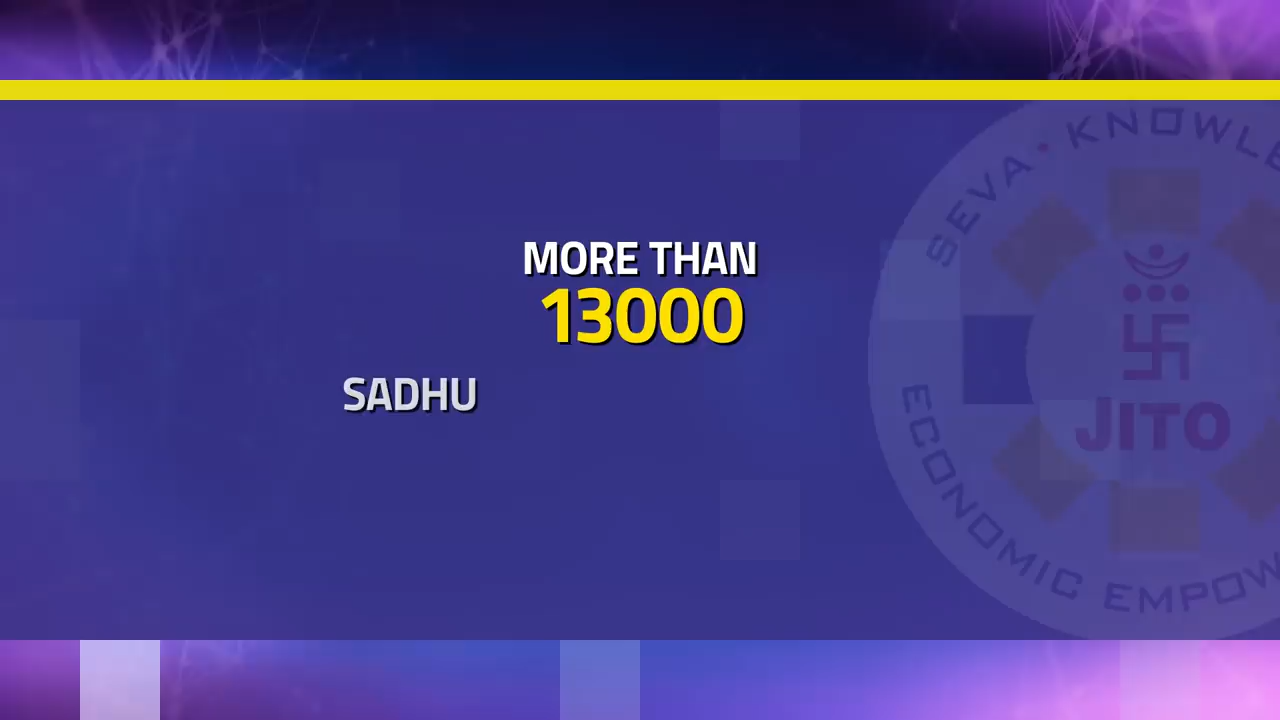 MORE THAN
13000
SADHU
SEVA • KNOWLE
JITO
ECONOMIC EMPOW